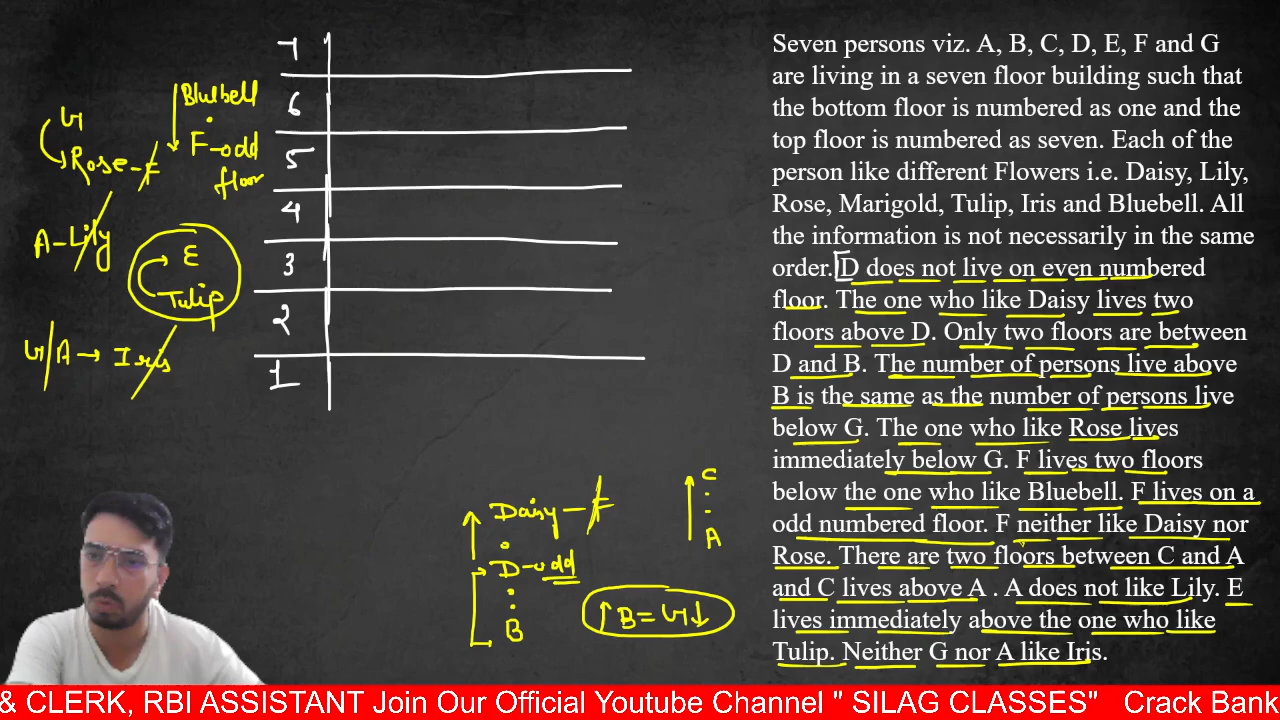 7
6
5
4
3
2
1
G
Rose - F
Bluebell
F - odd
floor
A - Lily
E
Tulip
G/A → Iris
Daisy - F
D - odd
B
↑ B = G ↓
C
A
Seven persons viz. A, B, C, D, E, F and G
are living in a seven floor building such that
the bottom floor is numbered as one and the
top floor is numbered as seven. Each of the
person like different Flowers i.e. Daisy, Lily,
Rose, Marigold, Tulip, Iris and Bluebell. All
the information is not necessarily in the same
order. D does not live on even numbered
floor. The one who like Daisy lives two
floors above D. Only two floors are between
D and B. The number of persons live above
B is the same as the number of persons live
below G. The one who like Rose lives
immediately below G. F lives two floors
below the one who like Bluebell. F lives on a
odd numbered floor. F neither like Daisy nor
Rose. There are two floors between C and A
and C lives above A . A does not like Lily. E
lives immediately above the one who like
Tulip. Neither G nor A like Iris.
& CLERK, RBI ASSISTANT Join Our Official Youtube Channel " SILAG CLASSES" Crack Bank